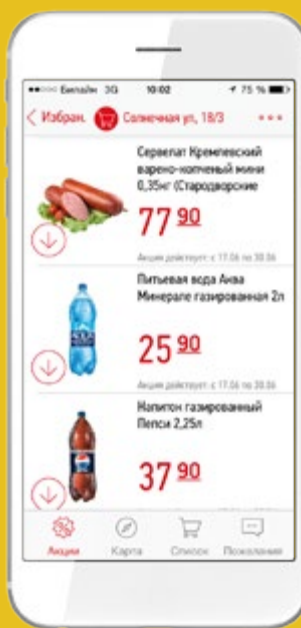 Билайн 3G 10:02 75 %
Избран. Солнечная ул, 18/3
Сервелат Кремлевский
варено-копченый мини
0,35кг (Стародворские
77 90
Акция действует: с 17.06 по 30.06
Питьевая вода Аква
Минерале газированная 2л
25 90
Акция действует: с 17.06 по 30.06
Напиток газированный
Пепси 2,25л
37 90
Акции Карта Список Пожелания